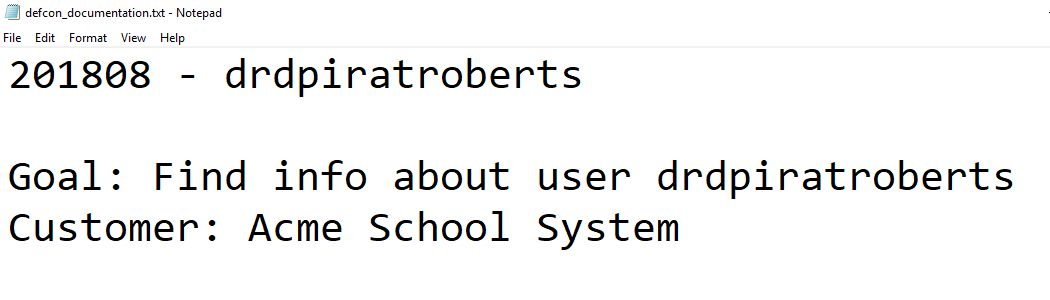 defcon_documentation.txt - Notepad
File Edit Format View Help
201808 - drdpiratroberts
Goal: Find info about user drdpiratroberts
Customer: Acme School System